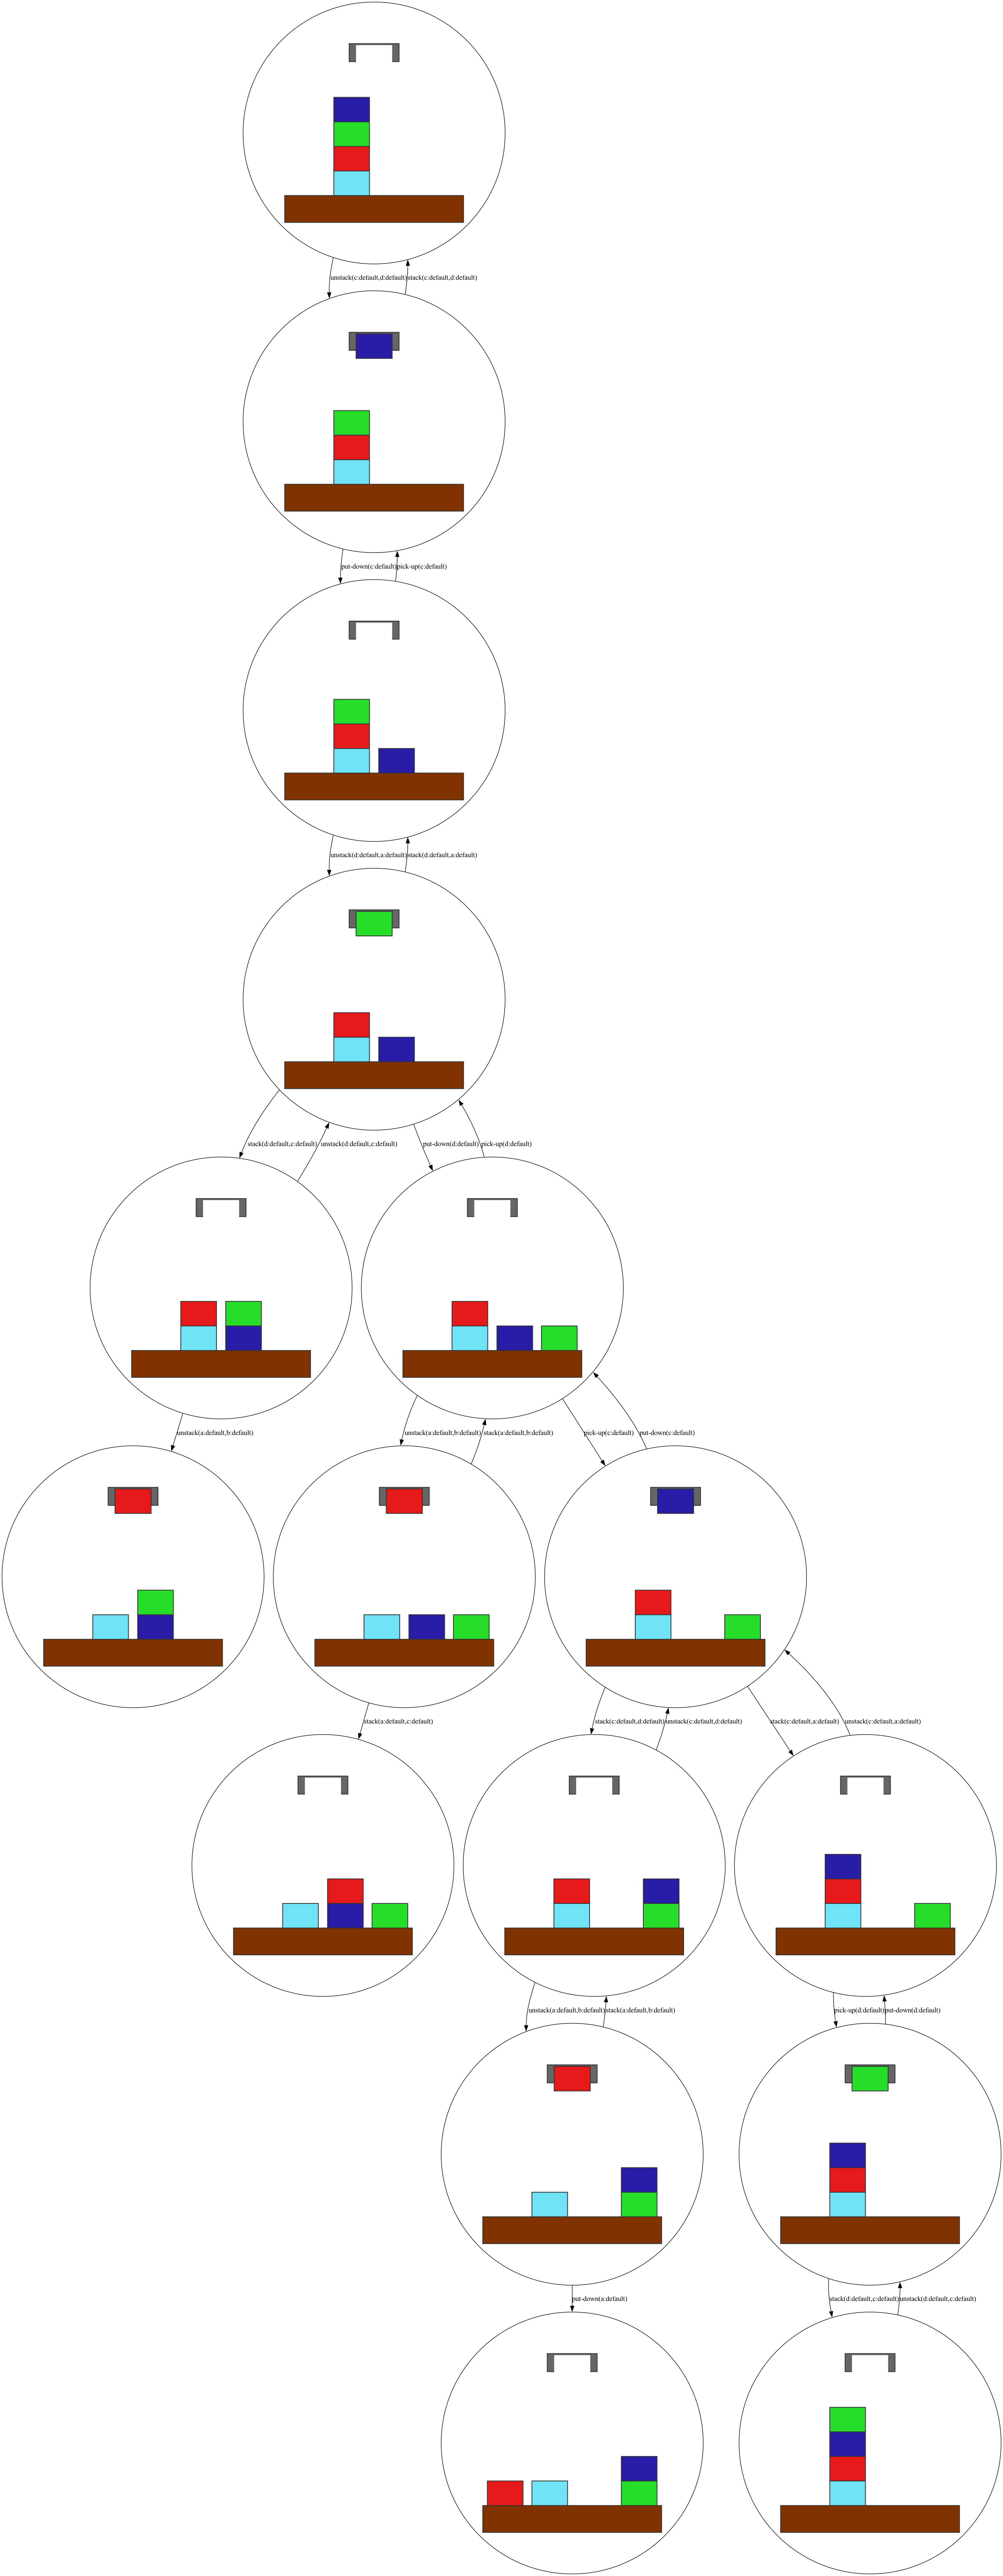 unstack(c:default,d:default)
stack(c:default,d:default)
put-down(c:default)
pick-up(c:default)
unstack(d:default,a:default)
stack(d:default,a:default)
stack(d:default,c:default)
unstack(d:default,c:default)
put-down(d:default)
pick-up(d:default)
unstack(a:default,b:default)
unstack(a:default,b:default)
stack(a:default,b:default)
pick-up(c:default)
put-down(c:default)
stack(a:default,c:default)
stack(c:default,d:default)
unstack(c:default,d:default)
stack(c:default,a:default)
unstack(c:default,a:default)
unstack(a:default,b:default)
stack(a:default,b:default)
pick-up(d:default)
put-down(d:default)
put-down(a:default)
stack(d:default,c:default)
unstack(d:default,c:default)